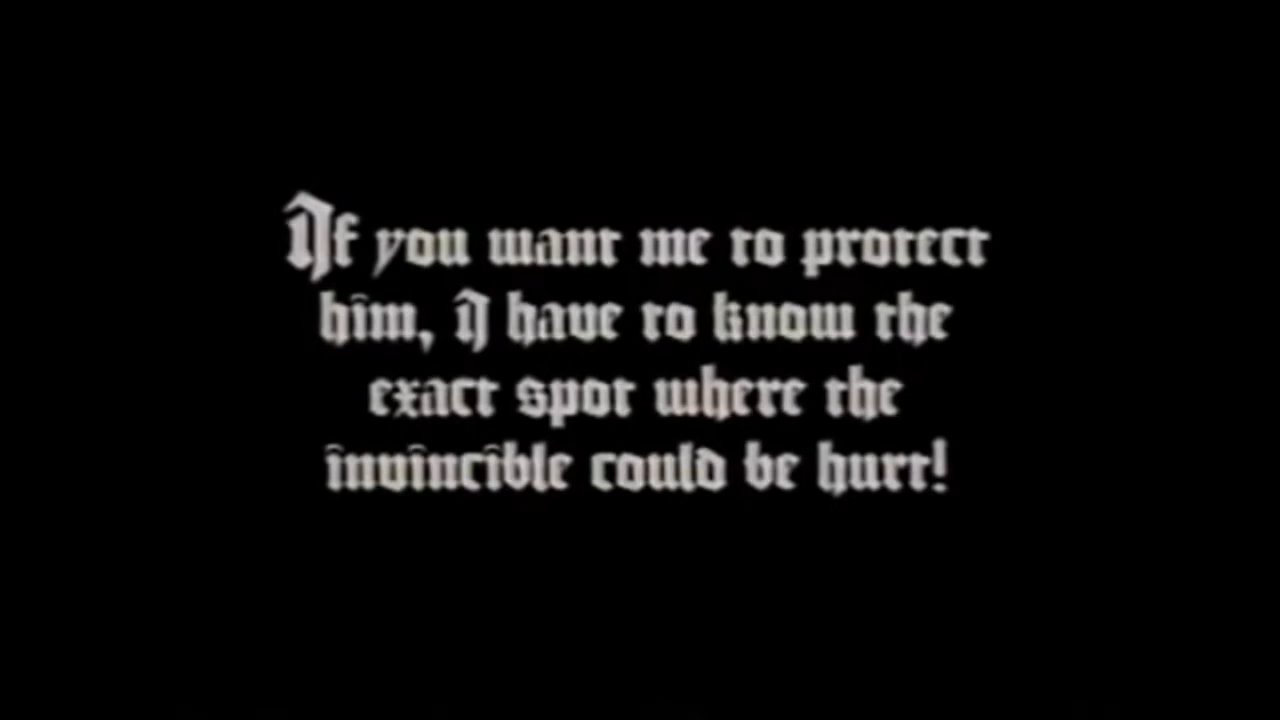 If you want me to protect
him, I have to know the
exact spot where the
invincible could be hurt!